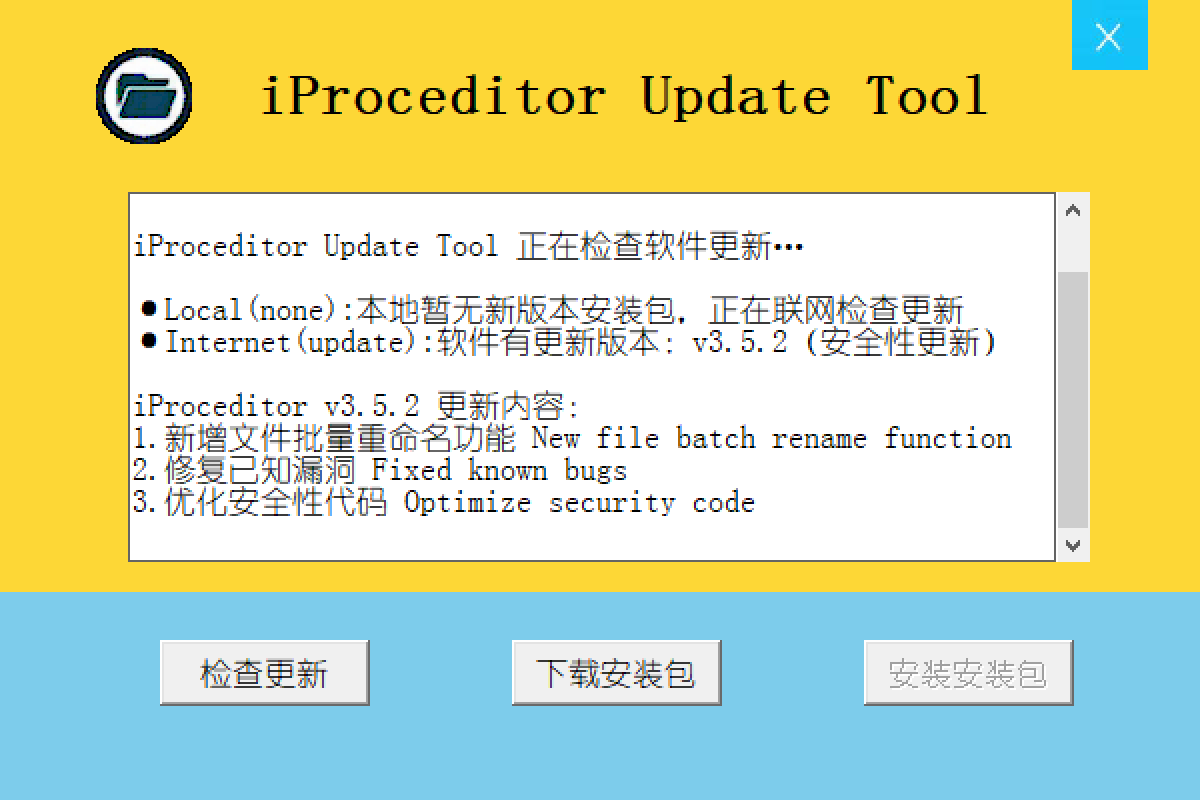 iProceditor Update Tool
iProceditor Update Tool 正在检查软件更新…
●Local(none):本地暂无新版本安装包，正在联网检查更新
●Internet(update):软件有更新版本：v3.5.2（安全性更新）
iProceditor v3.5.2 更新内容：
1.新增文件批量重命名功能 New file batch rename function
2.修复已知漏洞 Fixed known bugs
3.优化安全性代码 Optimize security code
检查更新 下载安装包 安装安装包